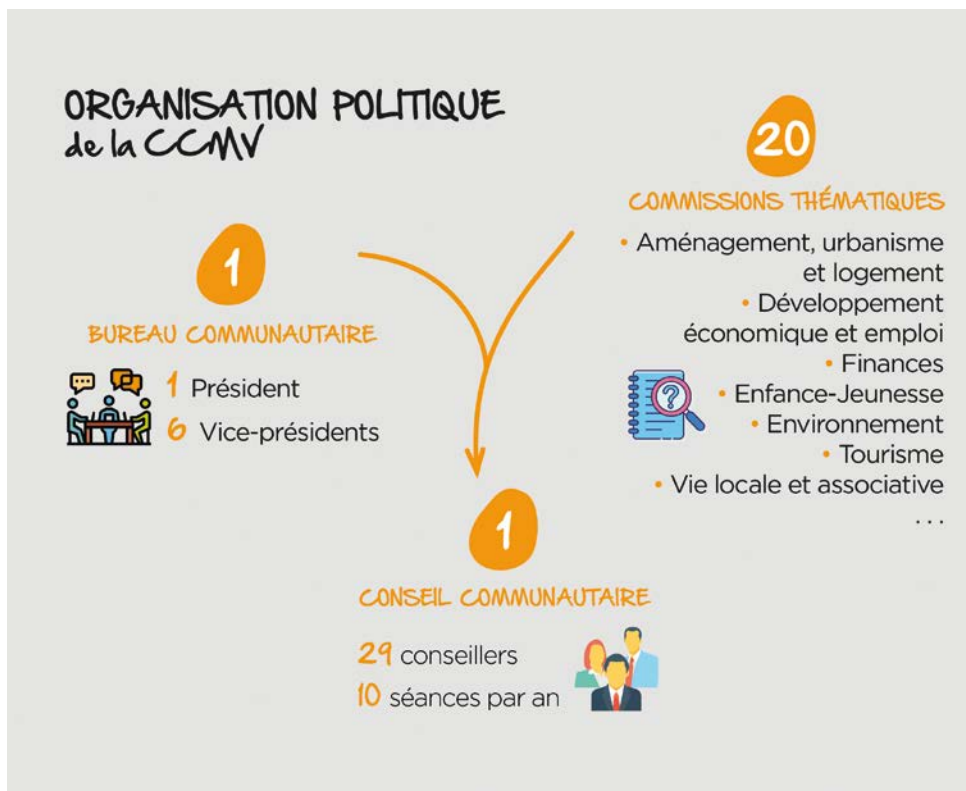 ORGANISATION POLITIQUE
de la CCMV
1
BUREAU COMMUNAUTAIRE
1 Président
6 Vice-présidents
20
COMMISSIONS THÉMATIQUES
• Aménagement, urbanisme
et logement
• Développement
économique et emploi
• Finances
• Enfance-Jeunesse
• Environnement
• Tourisme
• Vie locale et associative
...
?
1
CONSEIL COMMUNAUTAIRE
29 conseillers
10 séances par an